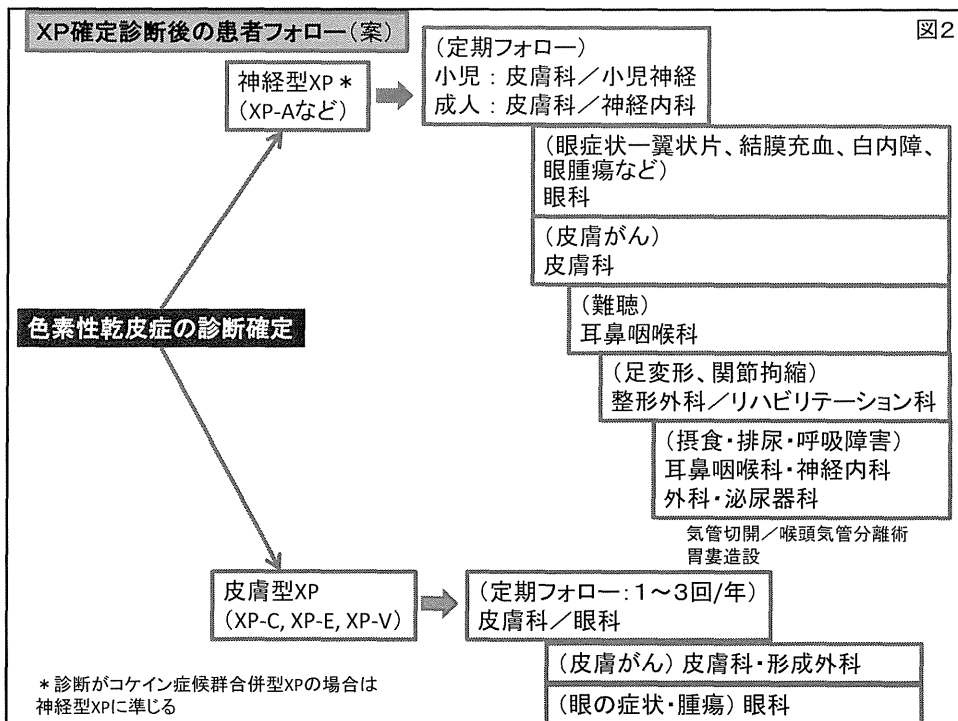 XP確定診断後の患者フォロー(案)
図2
神経型XP*
(XP-Aなど)
(定期フォロー)
小児：皮膚科／小児神経
成人：皮膚科／神経内科
(眼症状ー翼状片、結膜充血、白内障、
眼腫瘍など)
眼科
(皮膚がん)
皮膚科
(難聴)
耳鼻咽喉科
色素性乾皮症の診断確定
(足変形、関節拘縮)
整形外科／リハビリテーション科
(摂食・排尿・呼吸障害)
耳鼻咽喉科・神経内科
外科・泌尿器科
気管切開／喉頭気管分離術
胃瘻造設
皮膚型XP
(XP-C, XP-E, XP-V)
(定期フォロー:1～3回/年)
皮膚科／眼科
(皮膚がん) 皮膚科・形成外科
(眼の症状・腫瘍) 眼科
*診断がコケイン症候群合併型XPの場合は
神経型XPに準じる